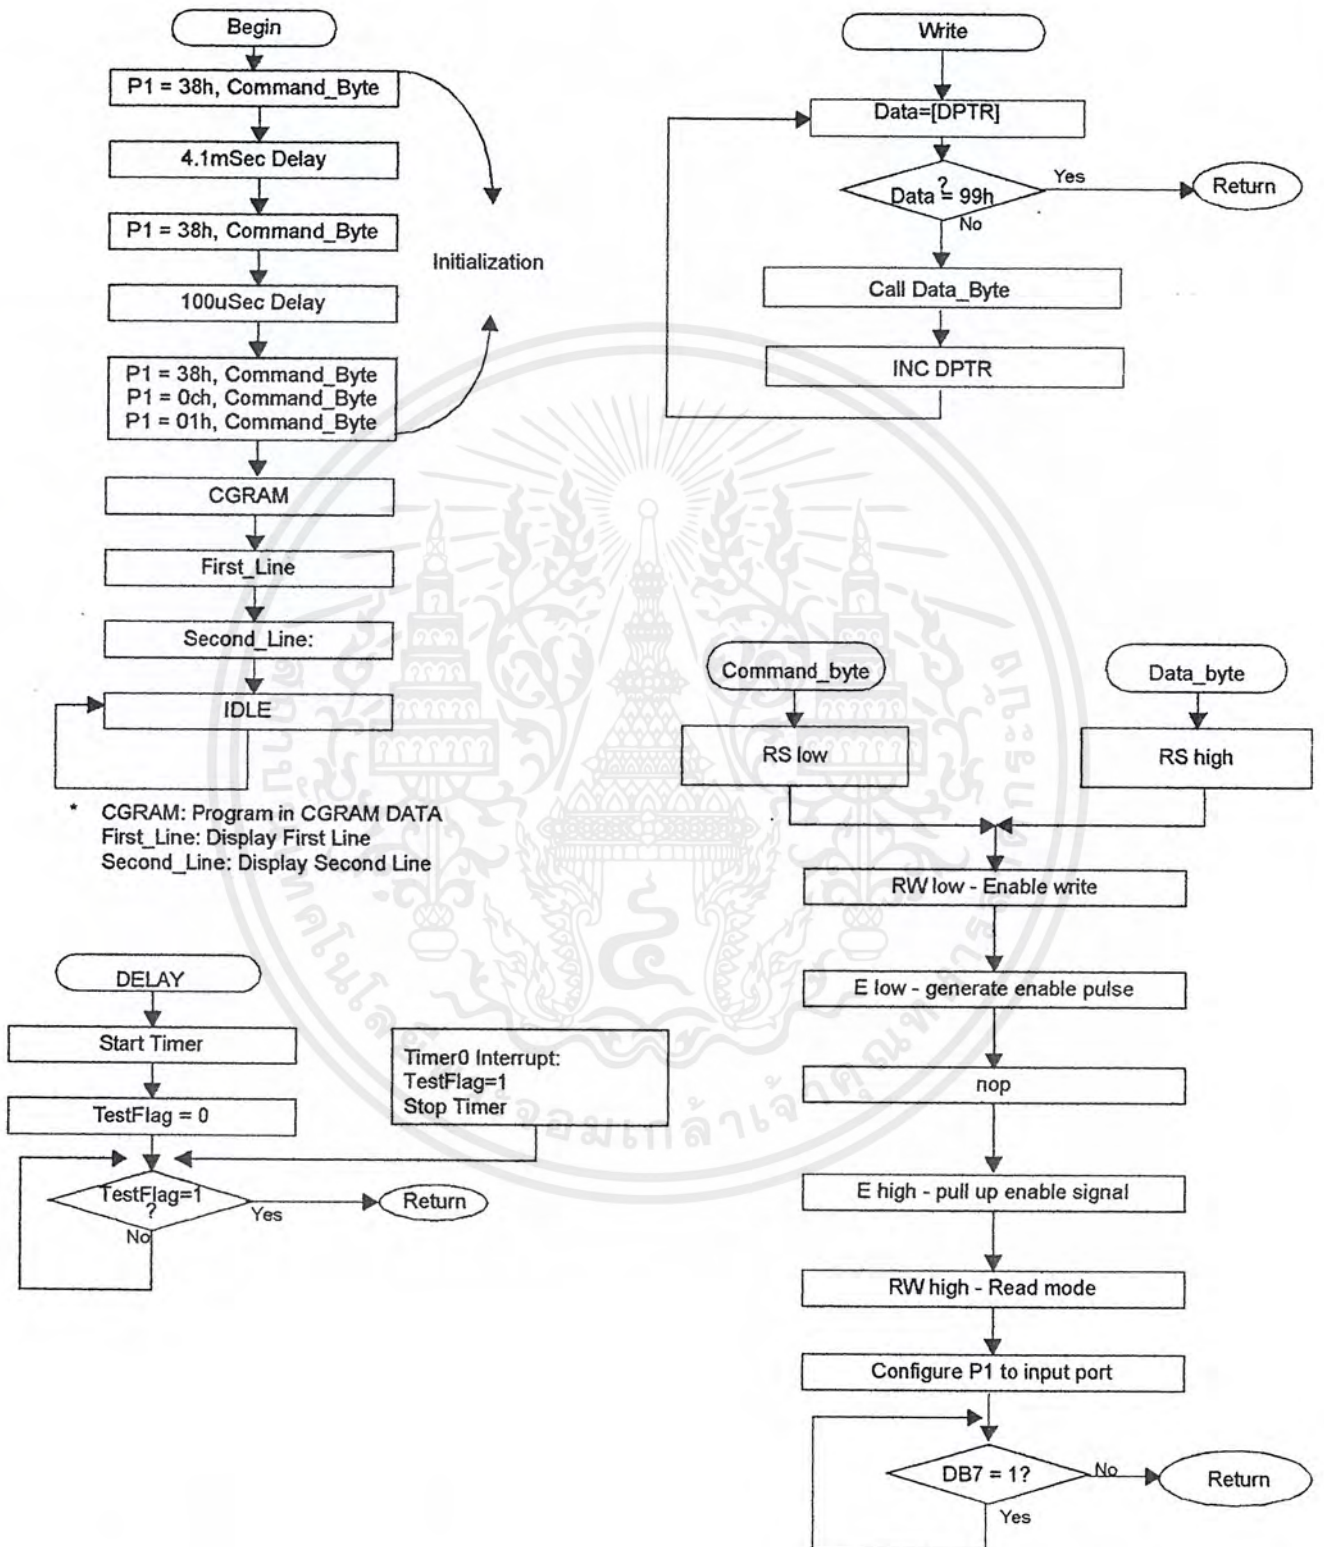 Begin
P1 = 38h, Command_Byte
4.1mSec Delay
P1 = 38h, Command_Byte
100uSec Delay
P1 = 38h, Command_Byte
P1 = 0ch, Command_Byte
P1 = 01h, Command_Byte
Initialization
CGRAM
First_Line
Second_Line:
IDLE
* CGRAM: Program in CGRAM DATA
First_Line: Display First Line
Second_Line: Display Second Line
Write
Data=[DPTR]
?
Data = 99h
Yes
Return
No
Call Data_Byte
INC DPTR
DELAY
Start Timer
TestFlag = 0
Timer0 Interrupt:
TestFlag=1
Stop Timer
TestFlag=1
?
Yes
Return
No
Command_byte
Data_byte
RS low
RS high
RW low - Enable write
E low - generate enable pulse
nop
E high - pull up enable signal
RW high - Read mode
Configure P1 to input port
DB7 = 1?
No
Return
Yes